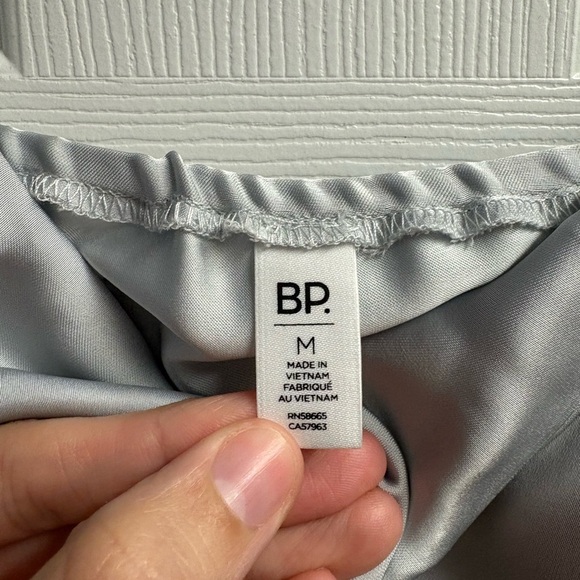 BP.
M
MADE IN
VIETNAM
FABRIQUÉ
AU VIETNAM
RN58665
CA57963